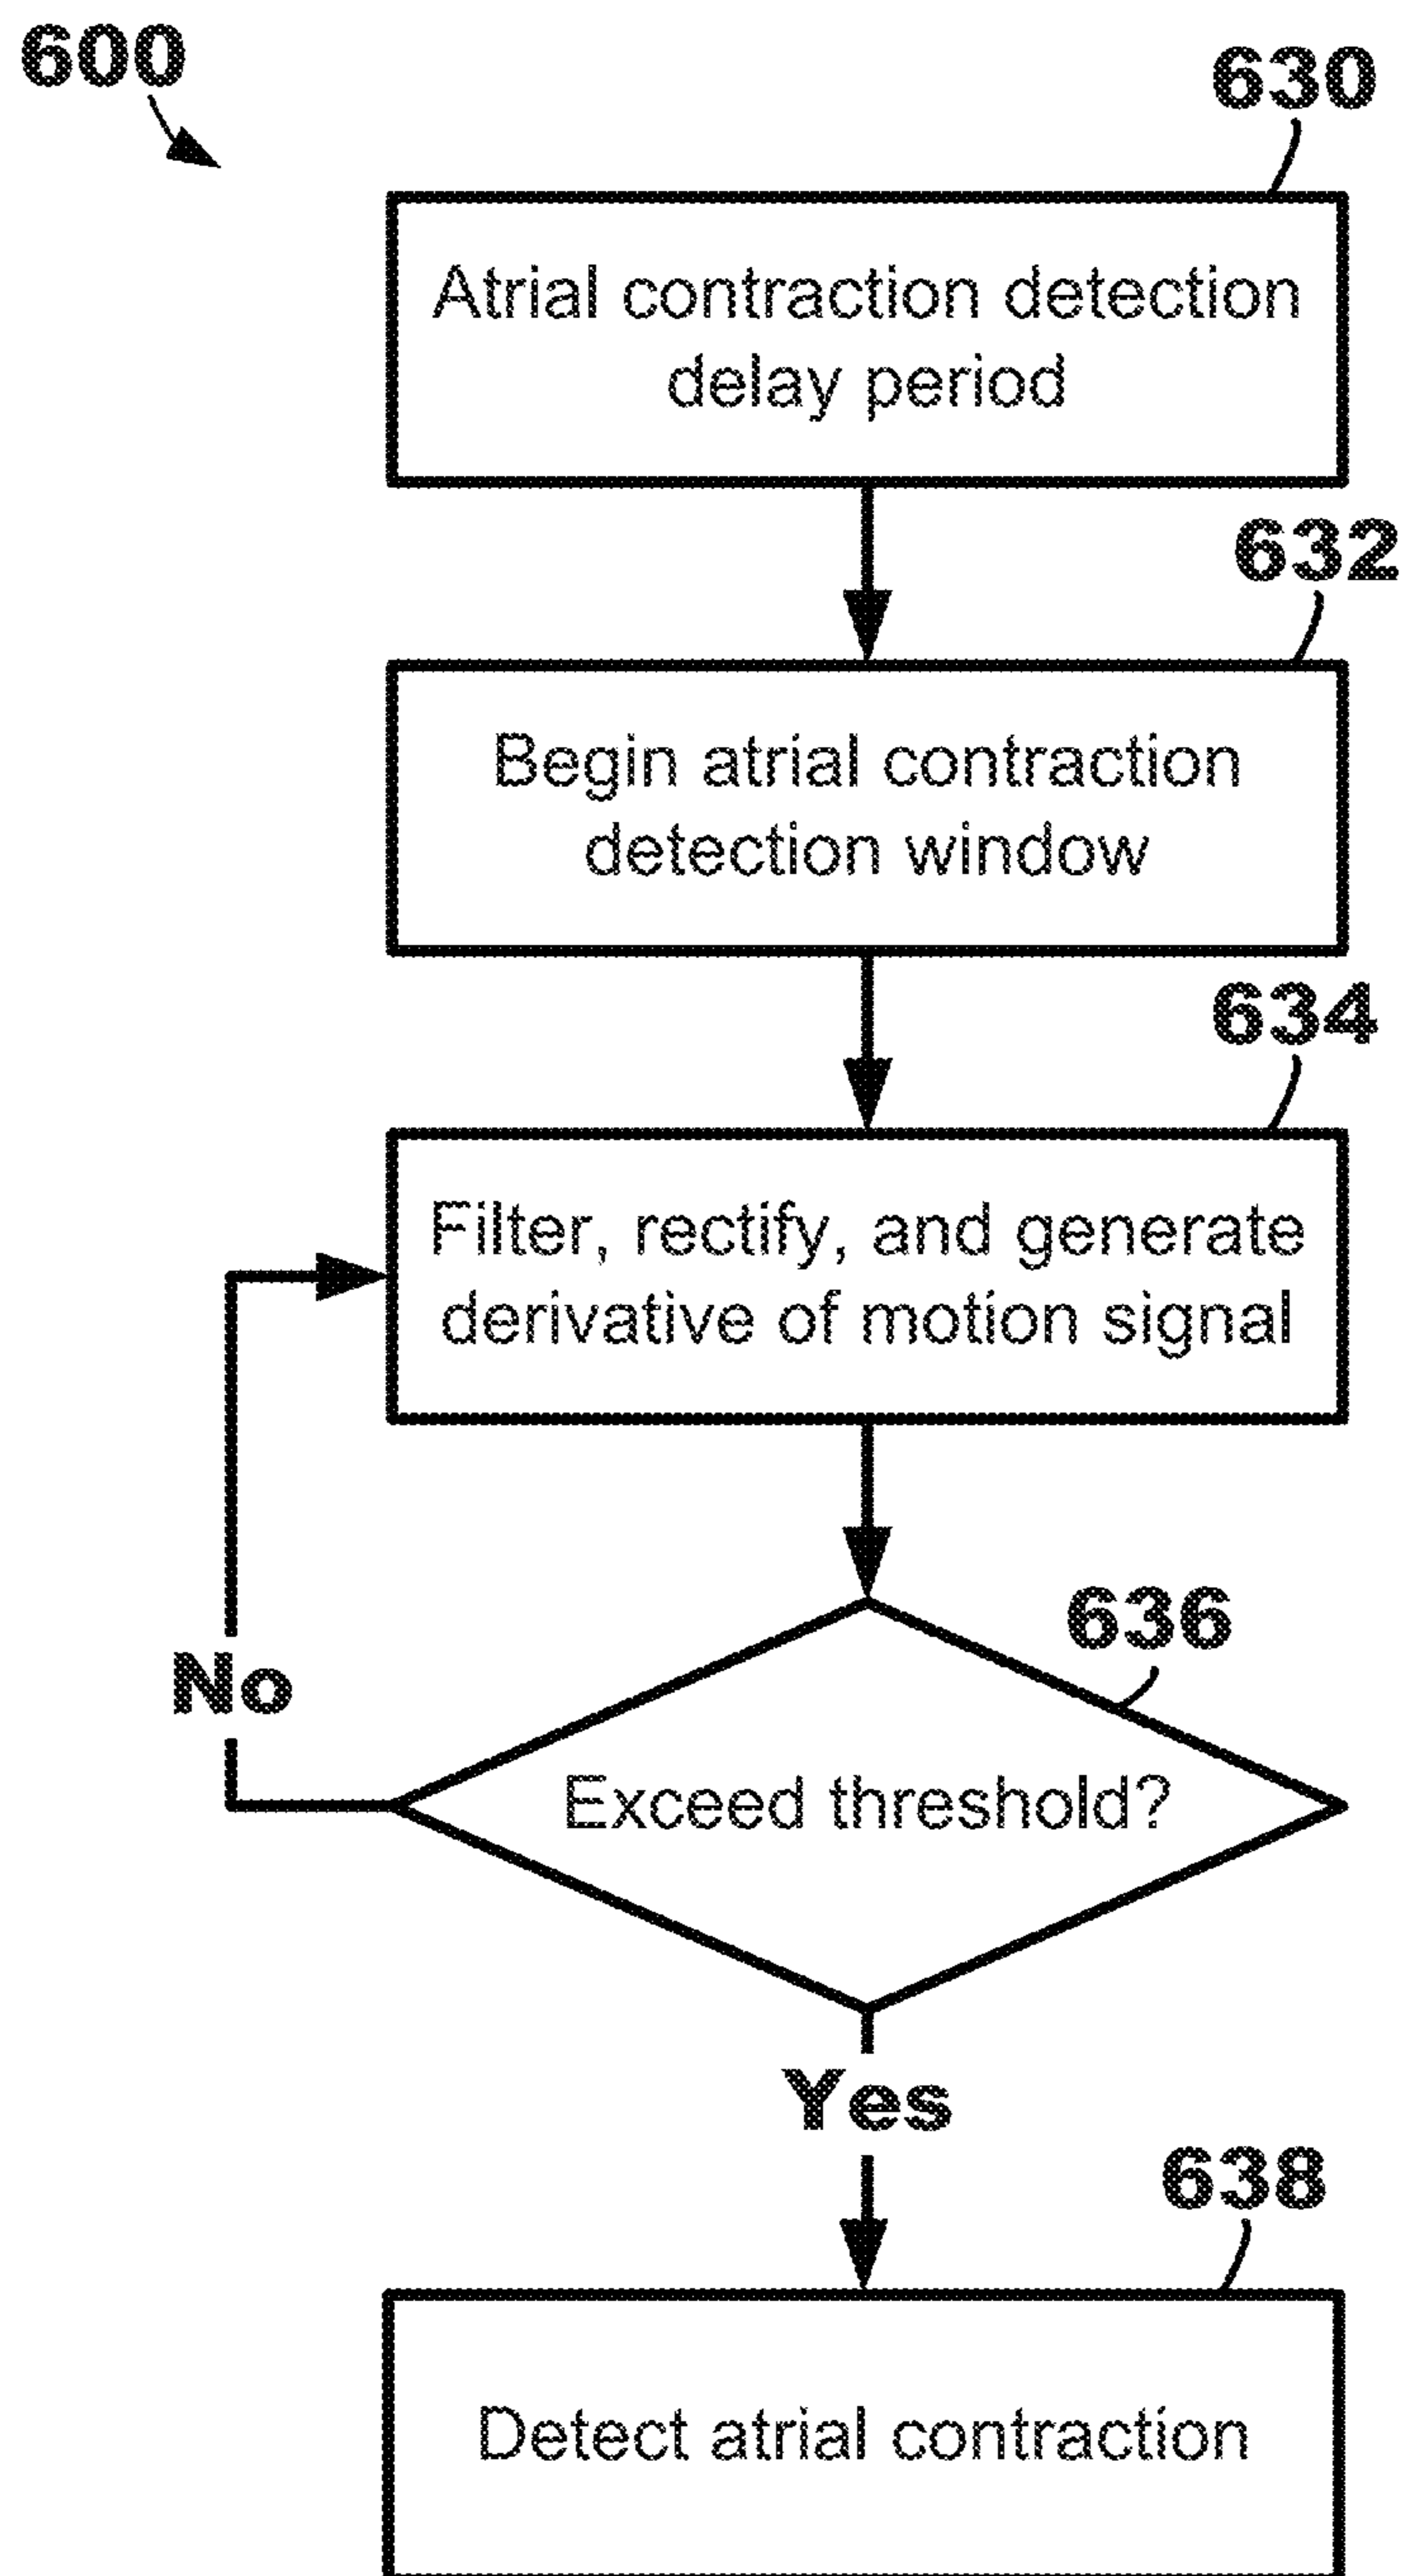 600
630
Atrial contraction detection
delay period
632
Begin atrial contraction
detection window
634
Filter, rectify, and generate
derivative of motion signal
636
No
Exceed threshold?
Yes
638
Detect atrial contraction